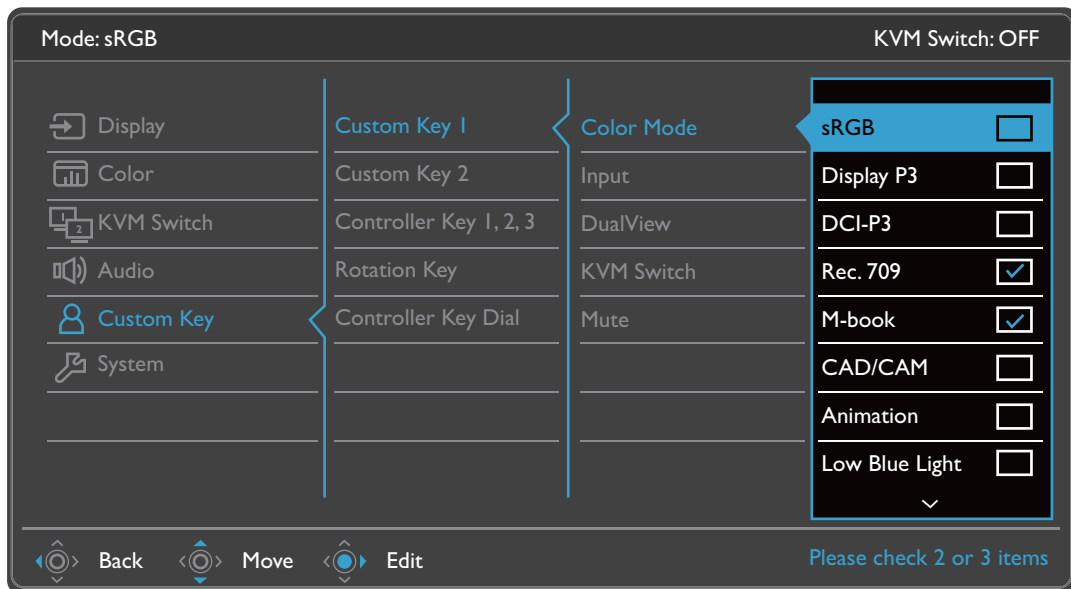 Mode: sRGB
KVM Switch: OFF
Display
Color
1
2
KVM Switch
Audio
Custom Key
System
Custom Key 1
Custom Key 2
Controller Key 1, 2, 3
Rotation Key
Controller Key Dial
Color Mode
Input
DualView
KVM Switch
Mute
sRGB
Display P3
DCI-P3
Rec. 709
M-book
CAD/CAM
Animation
Low Blue Light
Back
Move
Edit
Please check 2 or 3 items